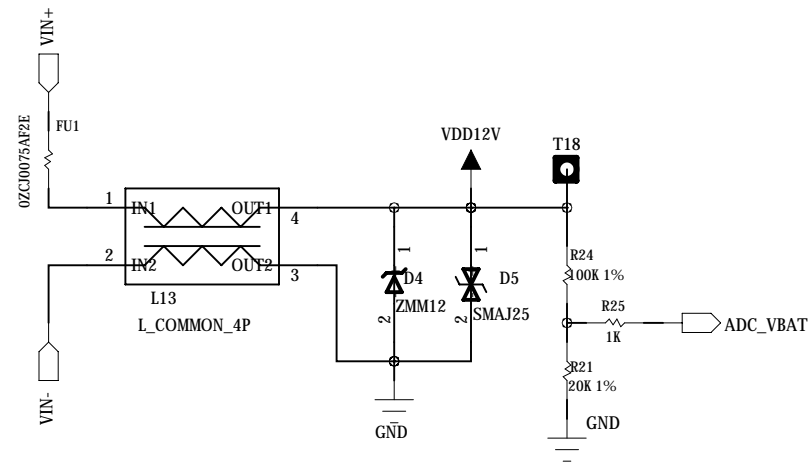 VIN+
0ZCJ0075AF2E
FU1
VDD12V
T18
1
IN1
OUT1
4
2
IN2
OUT2
3
L13
L_COMMON_4P
1
D4
ZMM12
2
1
D5
SMAJ25
2
R24
100K 1%
R25
1K
ADC_VBAT
R21
20K 1%
VIN-
GND
GND